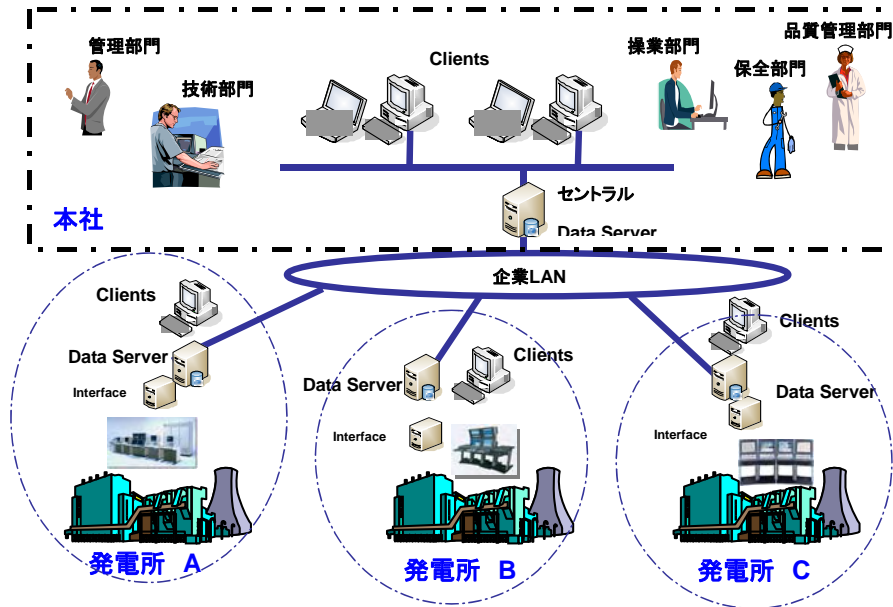 管理部門
技術部門
Clients
操業部門
保全部門
品質管理部門
セントラル
Data Server
本社
企業LAN
Clients
Data Server
Interface
発電所 A
Clients
Data Server
Interface
発電所 B
Clients
Data Server
Interface
発電所 C